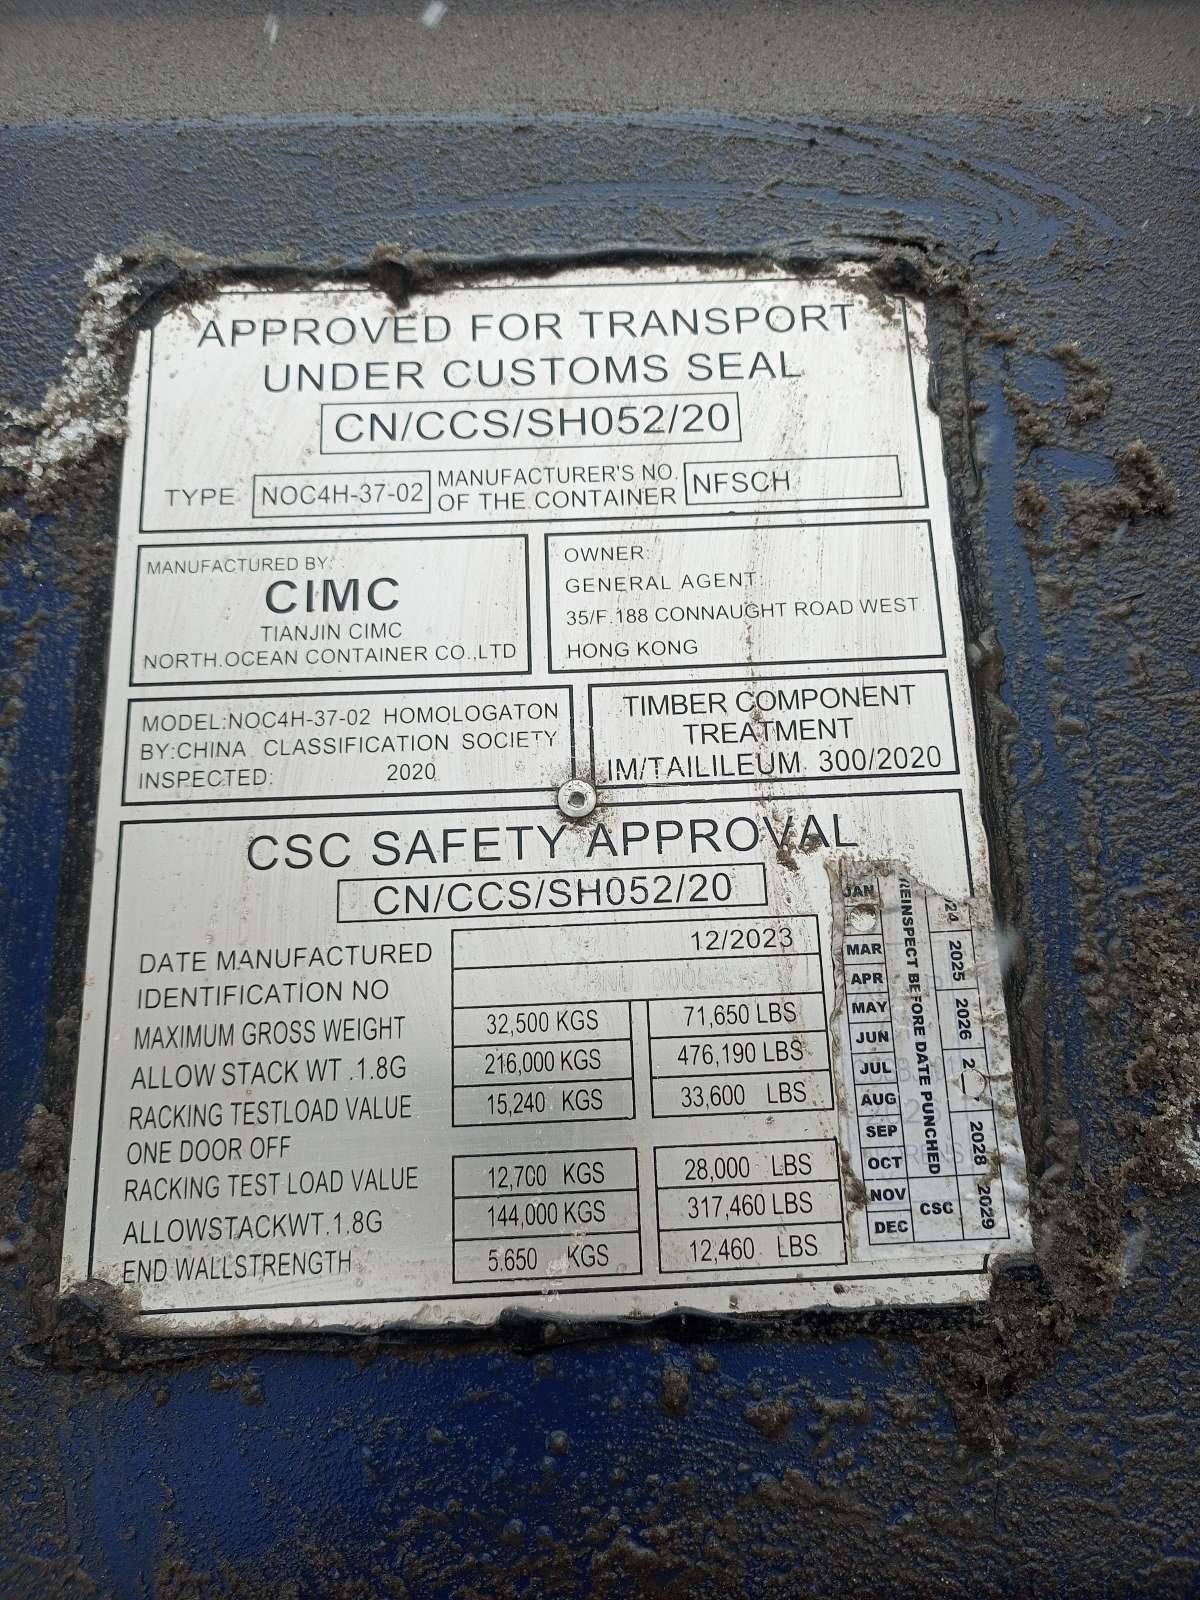 APPROVED FOR TRANSPORT
UNDER CUSTOMS SEAL
CN/CCS/SH052/20
TYPE NOC4H-37-02 MANUFACTURER'S NO. OF THE CONTAINER NFSCH
MANUFACTURED BY:
CIMC
TIANJIN CIMC
NORTH.OCEAN CONTAINER CO.,LTD
OWNER:
GENERAL AGENT:
35/F.188 CONNAUGHT ROAD WEST
HONG KONG
MODEL:NOC4H-37-02 HOMOLOGATON
BY:CHINA CLASSIFICATION SOCIETY
INSPECTED: 2020
TIMBER COMPONENT
TREATMENT
IM/TAILILEUM 300/2020
CSC SAFETY APPROVAL
CN/CCS/SH052/20
DATE MANUFACTURED 12/2023
IDENTIFICATION NO
MAXIMUM GROSS WEIGHT 32,500 KGS 71,650 LBS
ALLOW STACK WT .1.8G 216,000 KGS 476,190 LBS
RACKING TESTLOAD VALUE 15,240 KGS 33,600 LBS
ONE DOOR OFF
RACKING TEST LOAD VALUE 12,700 KGS 28,000 LBS
ALLOWSTACKWT.1.8G 144,000 KGS 317,460 LBS
END WALLSTRENGTH 5.650 KGS 12,460 LBS
JAN
MAR
APR
MAY
JUN
JUL
AUG
SEP
OCT
NOV
DEC
REINSPECT BEFORE DATE PUNCHED
CSC
2025
2026
2028
2029